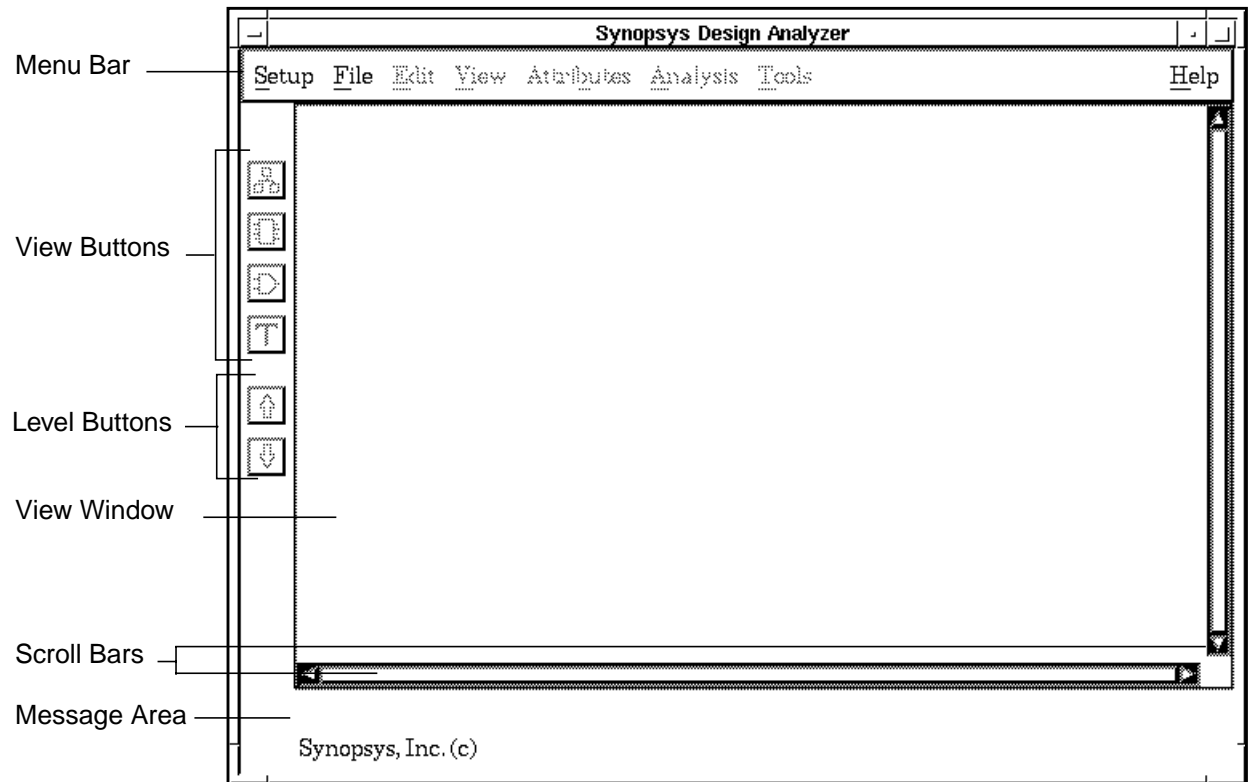 Synopsys Design Analyzer
Menu Bar
Setup File Edit View Attributes Analysis Tools Help
View Buttons
T
Level Buttons
View Window
Scroll Bars
Message Area
Synopsys, Inc. (c)